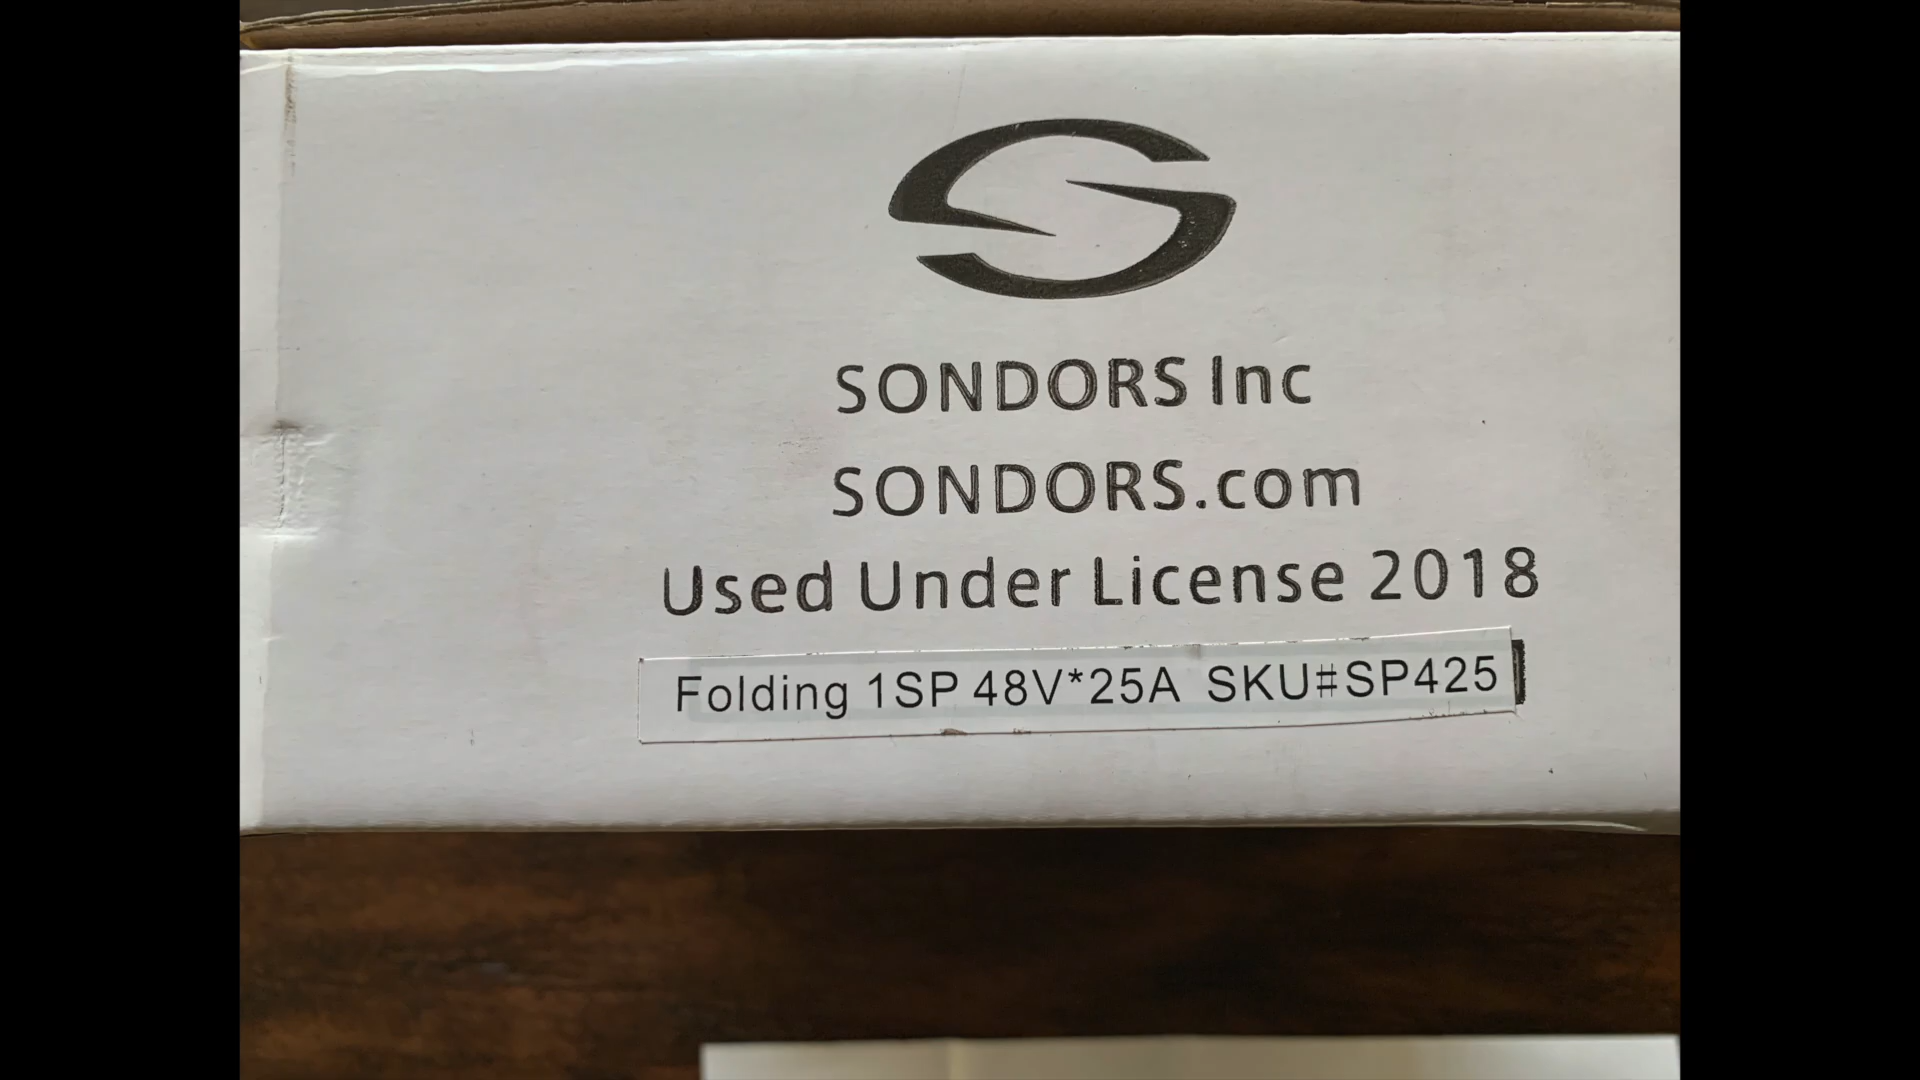 SONDORS Inc
SONDORS.com
Used Under License 2018
Folding 1SP 48V*25A SKU#SP425